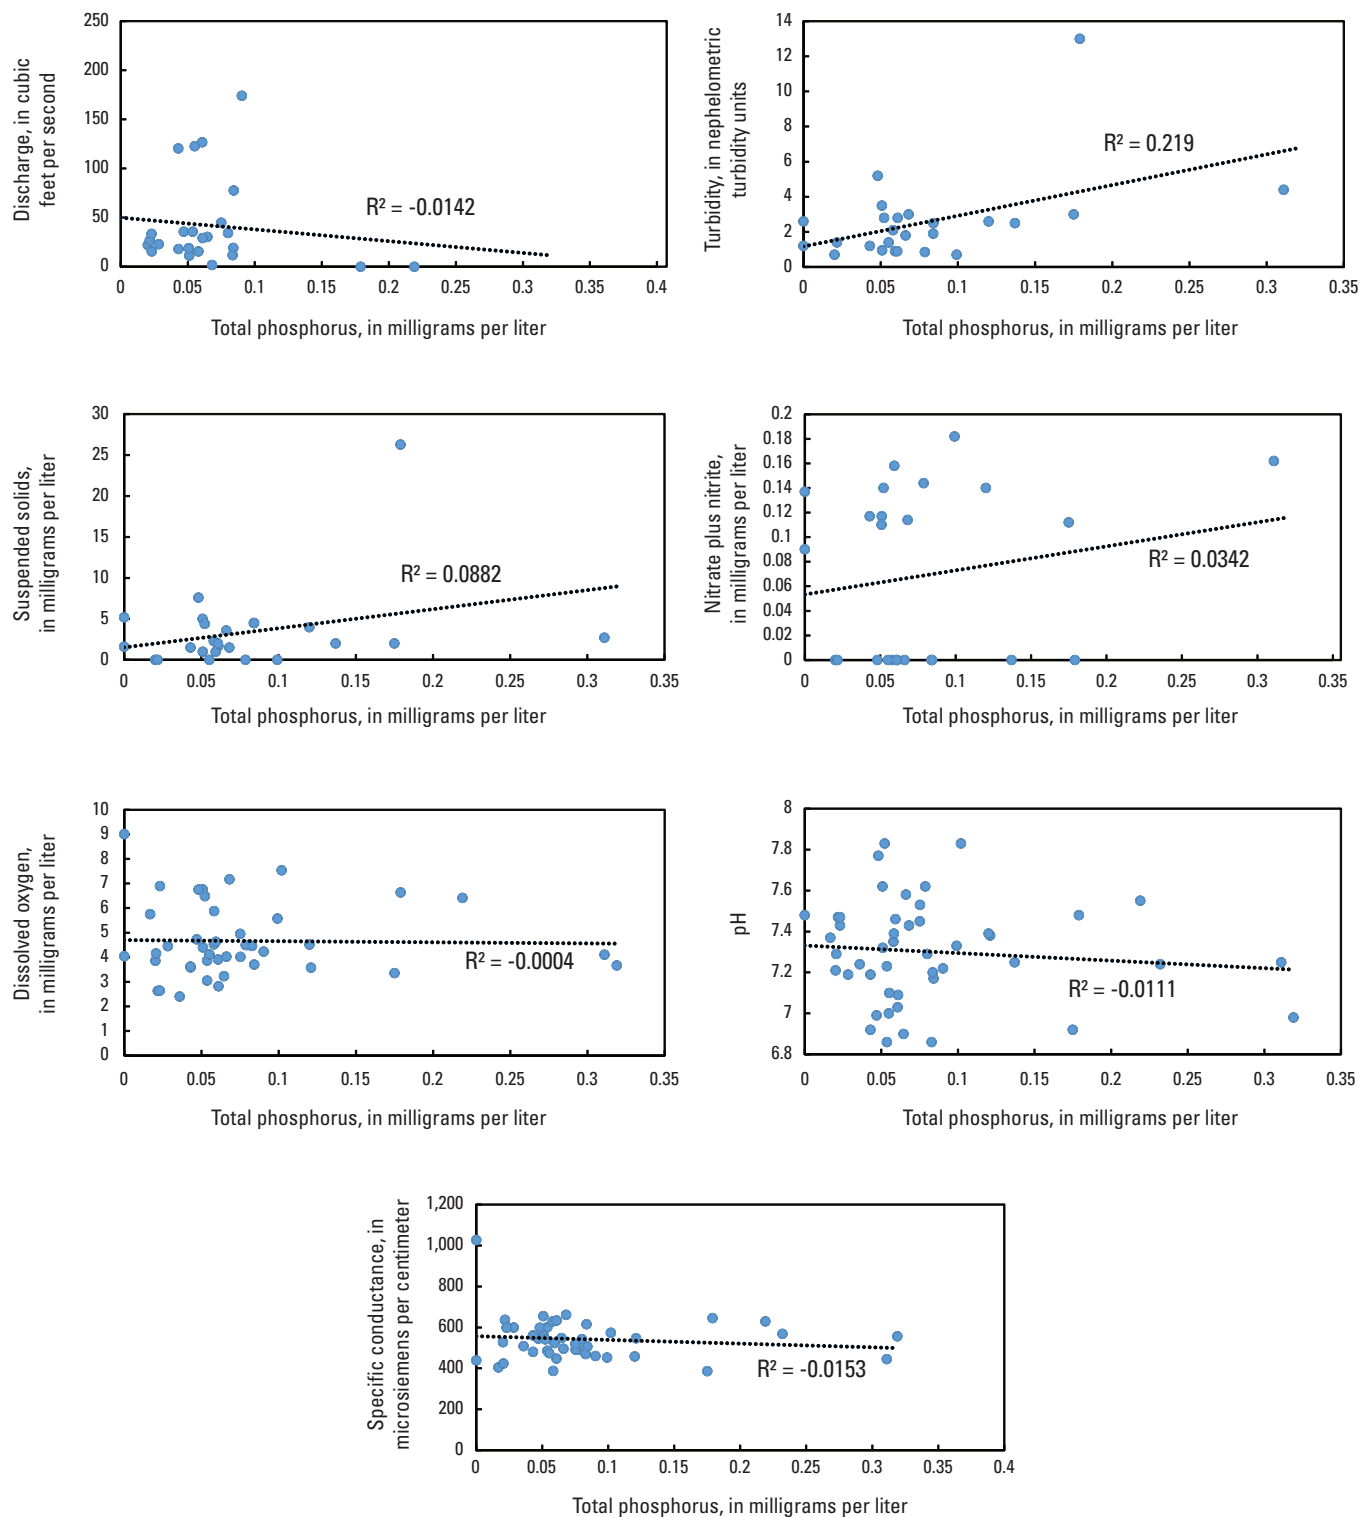 Discharge, in cubic
feet per second
250
200
150
100
50
0
R² = -0.0142
0 0.05 0.1 0.15 0.2 0.25 0.3 0.35 0.4
Total phosphorus, in milligrams per liter
Turbidity, in nephelometric
turbidity units
14
12
10
8
6
4
2
0
R² = 0.219
0 0.05 0.1 0.15 0.2 0.25 0.3 0.35
Total phosphorus, in milligrams per liter
Suspended solids,
in milligrams per liter
30
25
20
15
10
5
0
R² = 0.0882
0 0.05 0.1 0.15 0.2 0.25 0.3 0.35
Total phosphorus, in milligrams per liter
Nitrate plus nitrite,
in milligrams per liter
0.2
0.18
0.16
0.14
0.12
0.1
0.08
0.06
0.04
0.02
0
R² = 0.0342
0 0.05 0.1 0.15 0.2 0.25 0.3 0.35
Total phosphorus, in milligrams per liter
Dissolved oxygen,
in milligrams per liter
10
9
8
7
6
5
4
3
2
1
0
R² = -0.0004
0 0.05 0.1 0.15 0.2 0.25 0.3 0.35
Total phosphorus, in milligrams per liter
pH
8
7.8
7.6
7.4
7.2
7
6.8
R² = -0.0111
0 0.05 0.1 0.15 0.2 0.25 0.3 0.35
Total phosphorus, in milligrams per liter
Specific conductance, in
microsiemens per centimeter
1,200
1,000
800
600
400
200
0
R² = -0.0153
0 0.05 0.1 0.15 0.2 0.25 0.3 0.35 0.4
Total phosphorus, in milligrams per liter